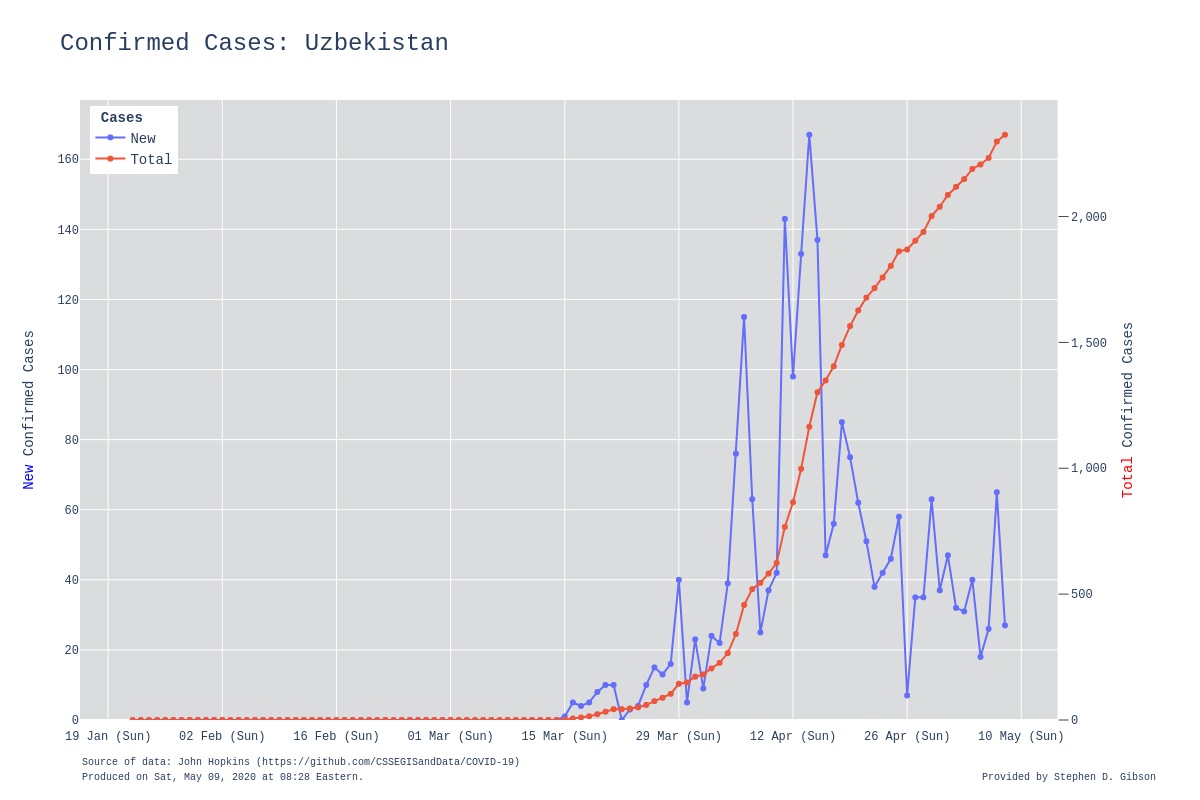 Confirmed Cases: Uzbekistan
Cases
New
Total
160
140
120
100
80
60
40
20
0
New Confirmed Cases
2,000
1,500
1,000
500
0
Total Confirmed Cases
19 Jan (Sun) 02 Feb (Sun) 16 Feb (Sun) 01 Mar (Sun) 15 Mar (Sun) 29 Mar (Sun) 12 Apr (Sun) 26 Apr (Sun) 10 May (Sun)
Source of data: John Hopkins (https://github.com/CSSEGISandData/COVID-19)
Produced on Sat, May 09, 2020 at 08:28 Eastern.
Provided by Stephen D. Gibson